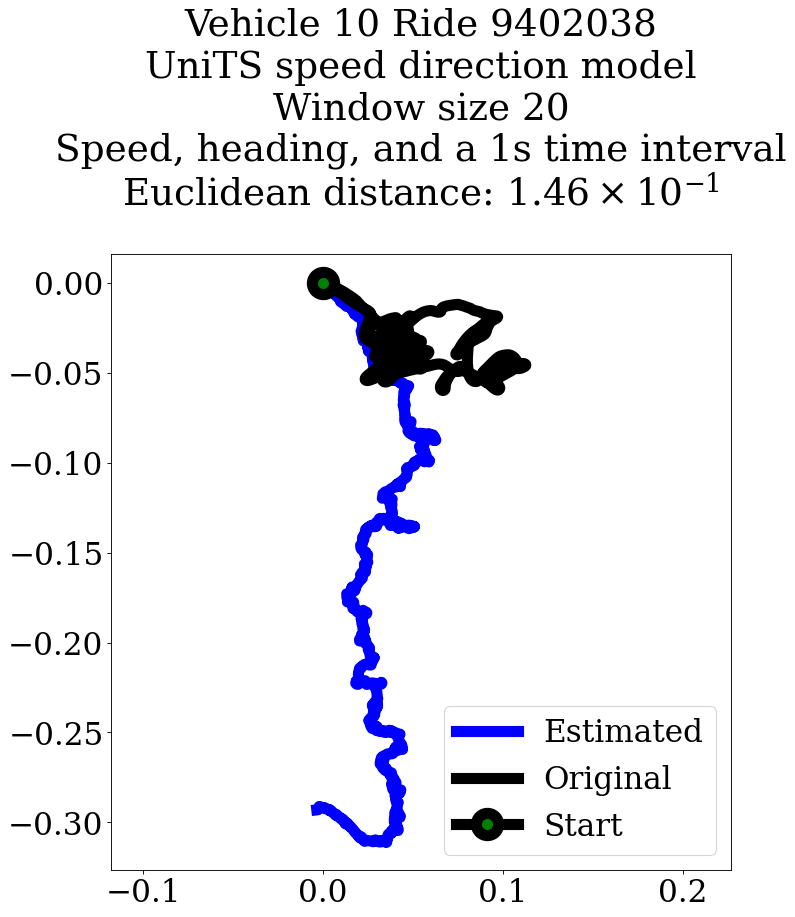 Vehicle 10 Ride 9402038
UniTS speed direction model
Window size 20
Speed, heading, and a 1s time interval
Euclidean distance: 1.46 × 10⁻¹
0.00
−0.05
−0.10
−0.15
−0.20
−0.25
−0.30
Estimated
Original
Start
−0.1
0.0
0.1
0.2